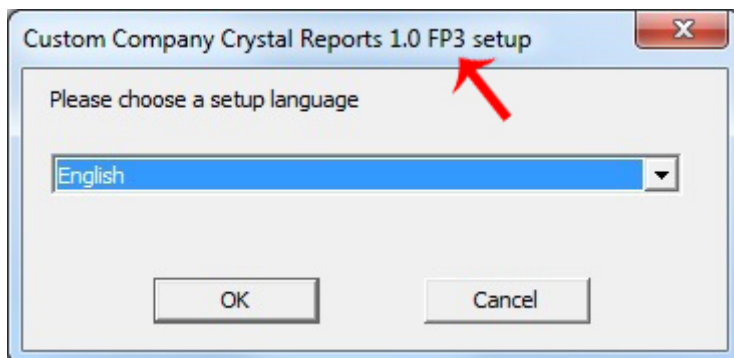 Custom Company Crystal Reports 1.0 FP3 setup
Please choose a setup language
English
OK
Cancel